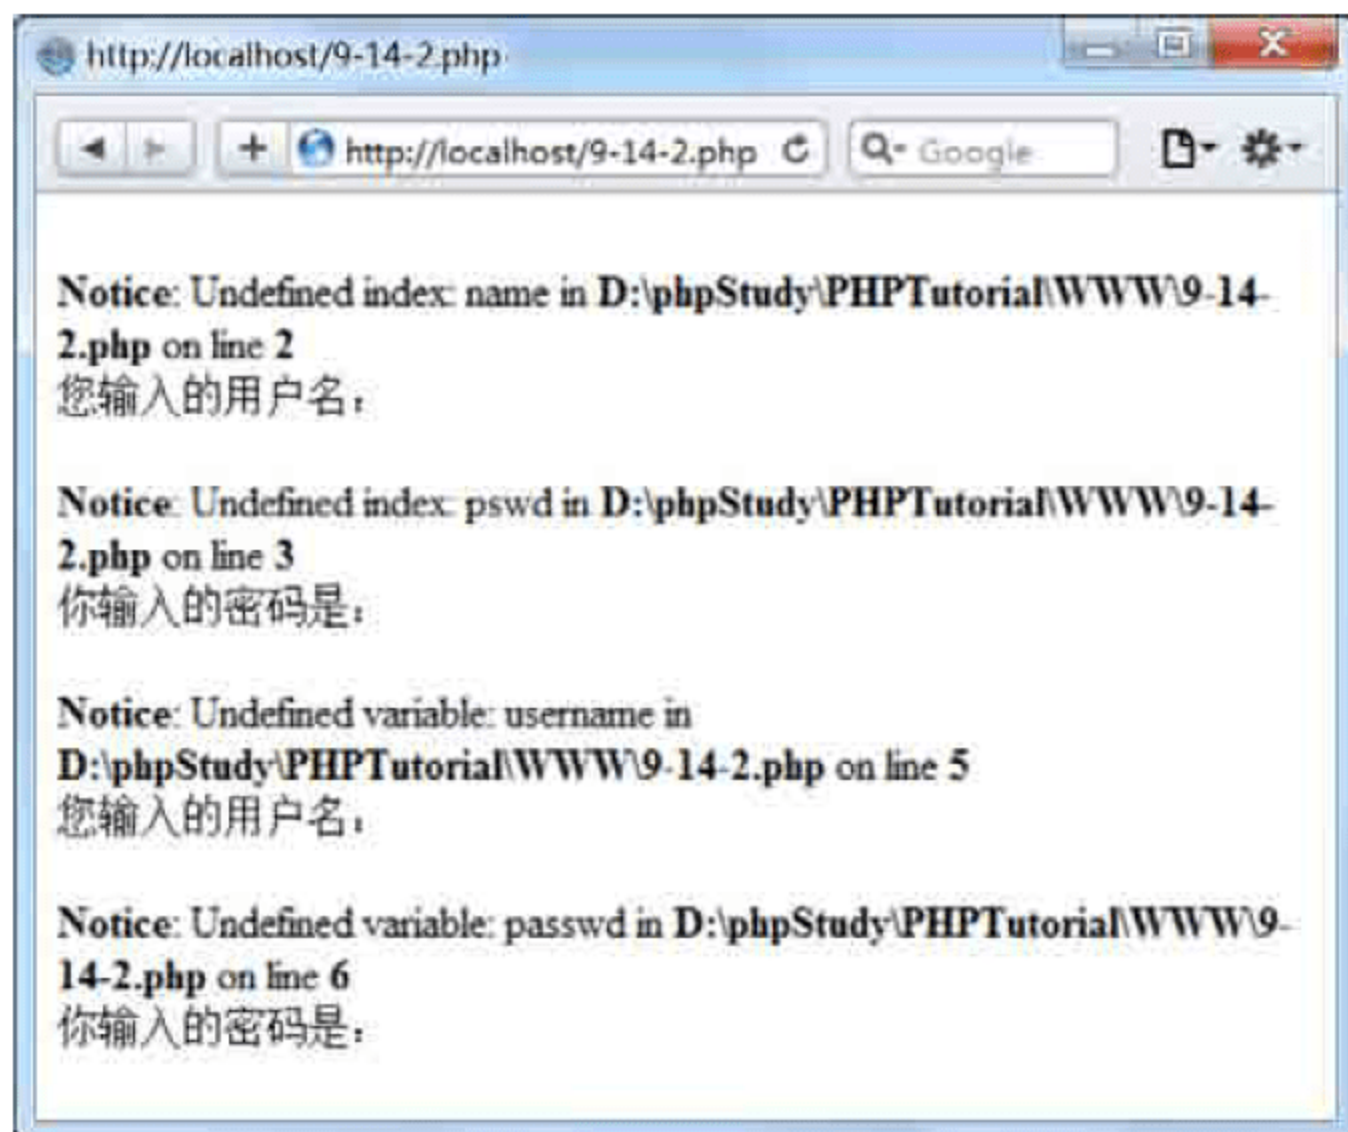 http://localhost/9-14-2.php
http://localhost/9-14-2.php
Google
Notice: Undefined index: name in D:\phpStudy\PHPTutorial\WWW\9-14-
2.php on line 2
您输入的用户名：
Notice: Undefined index: pswd in D:\phpStudy\PHPTutorial\WWW\9-14-
2.php on line 3
你输入的密码是：
Notice: Undefined variable: username in
D:\phpStudy\PHPTutorial\WWW\9-14-2.php on line 5
您输入的用户名：
Notice: Undefined variable: passwd in D:\phpStudy\PHPTutorial\WWW\9-
14-2.php on line 6
你输入的密码是：